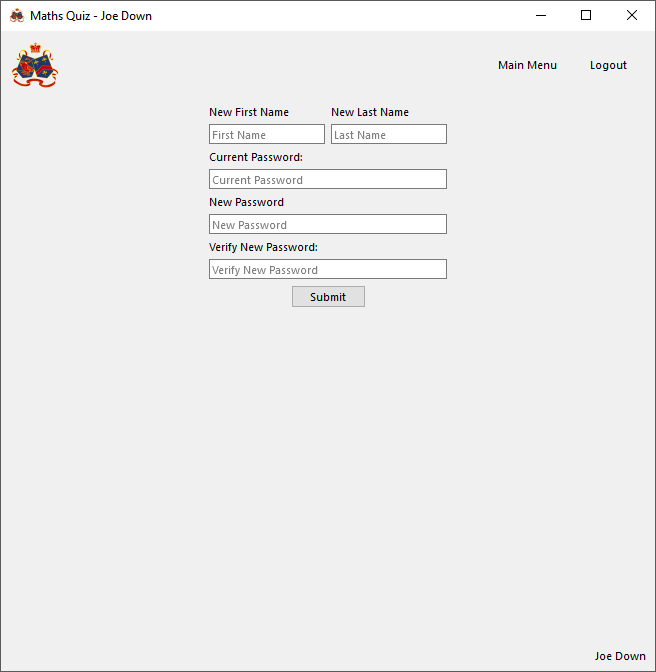 Maths Quiz - Joe Down
Main Menu Logout
New First Name New Last Name
First Name Last Name
Current Password:
Current Password
New Password
New Password
Verify New Password:
Verify New Password
Submit
Joe Down